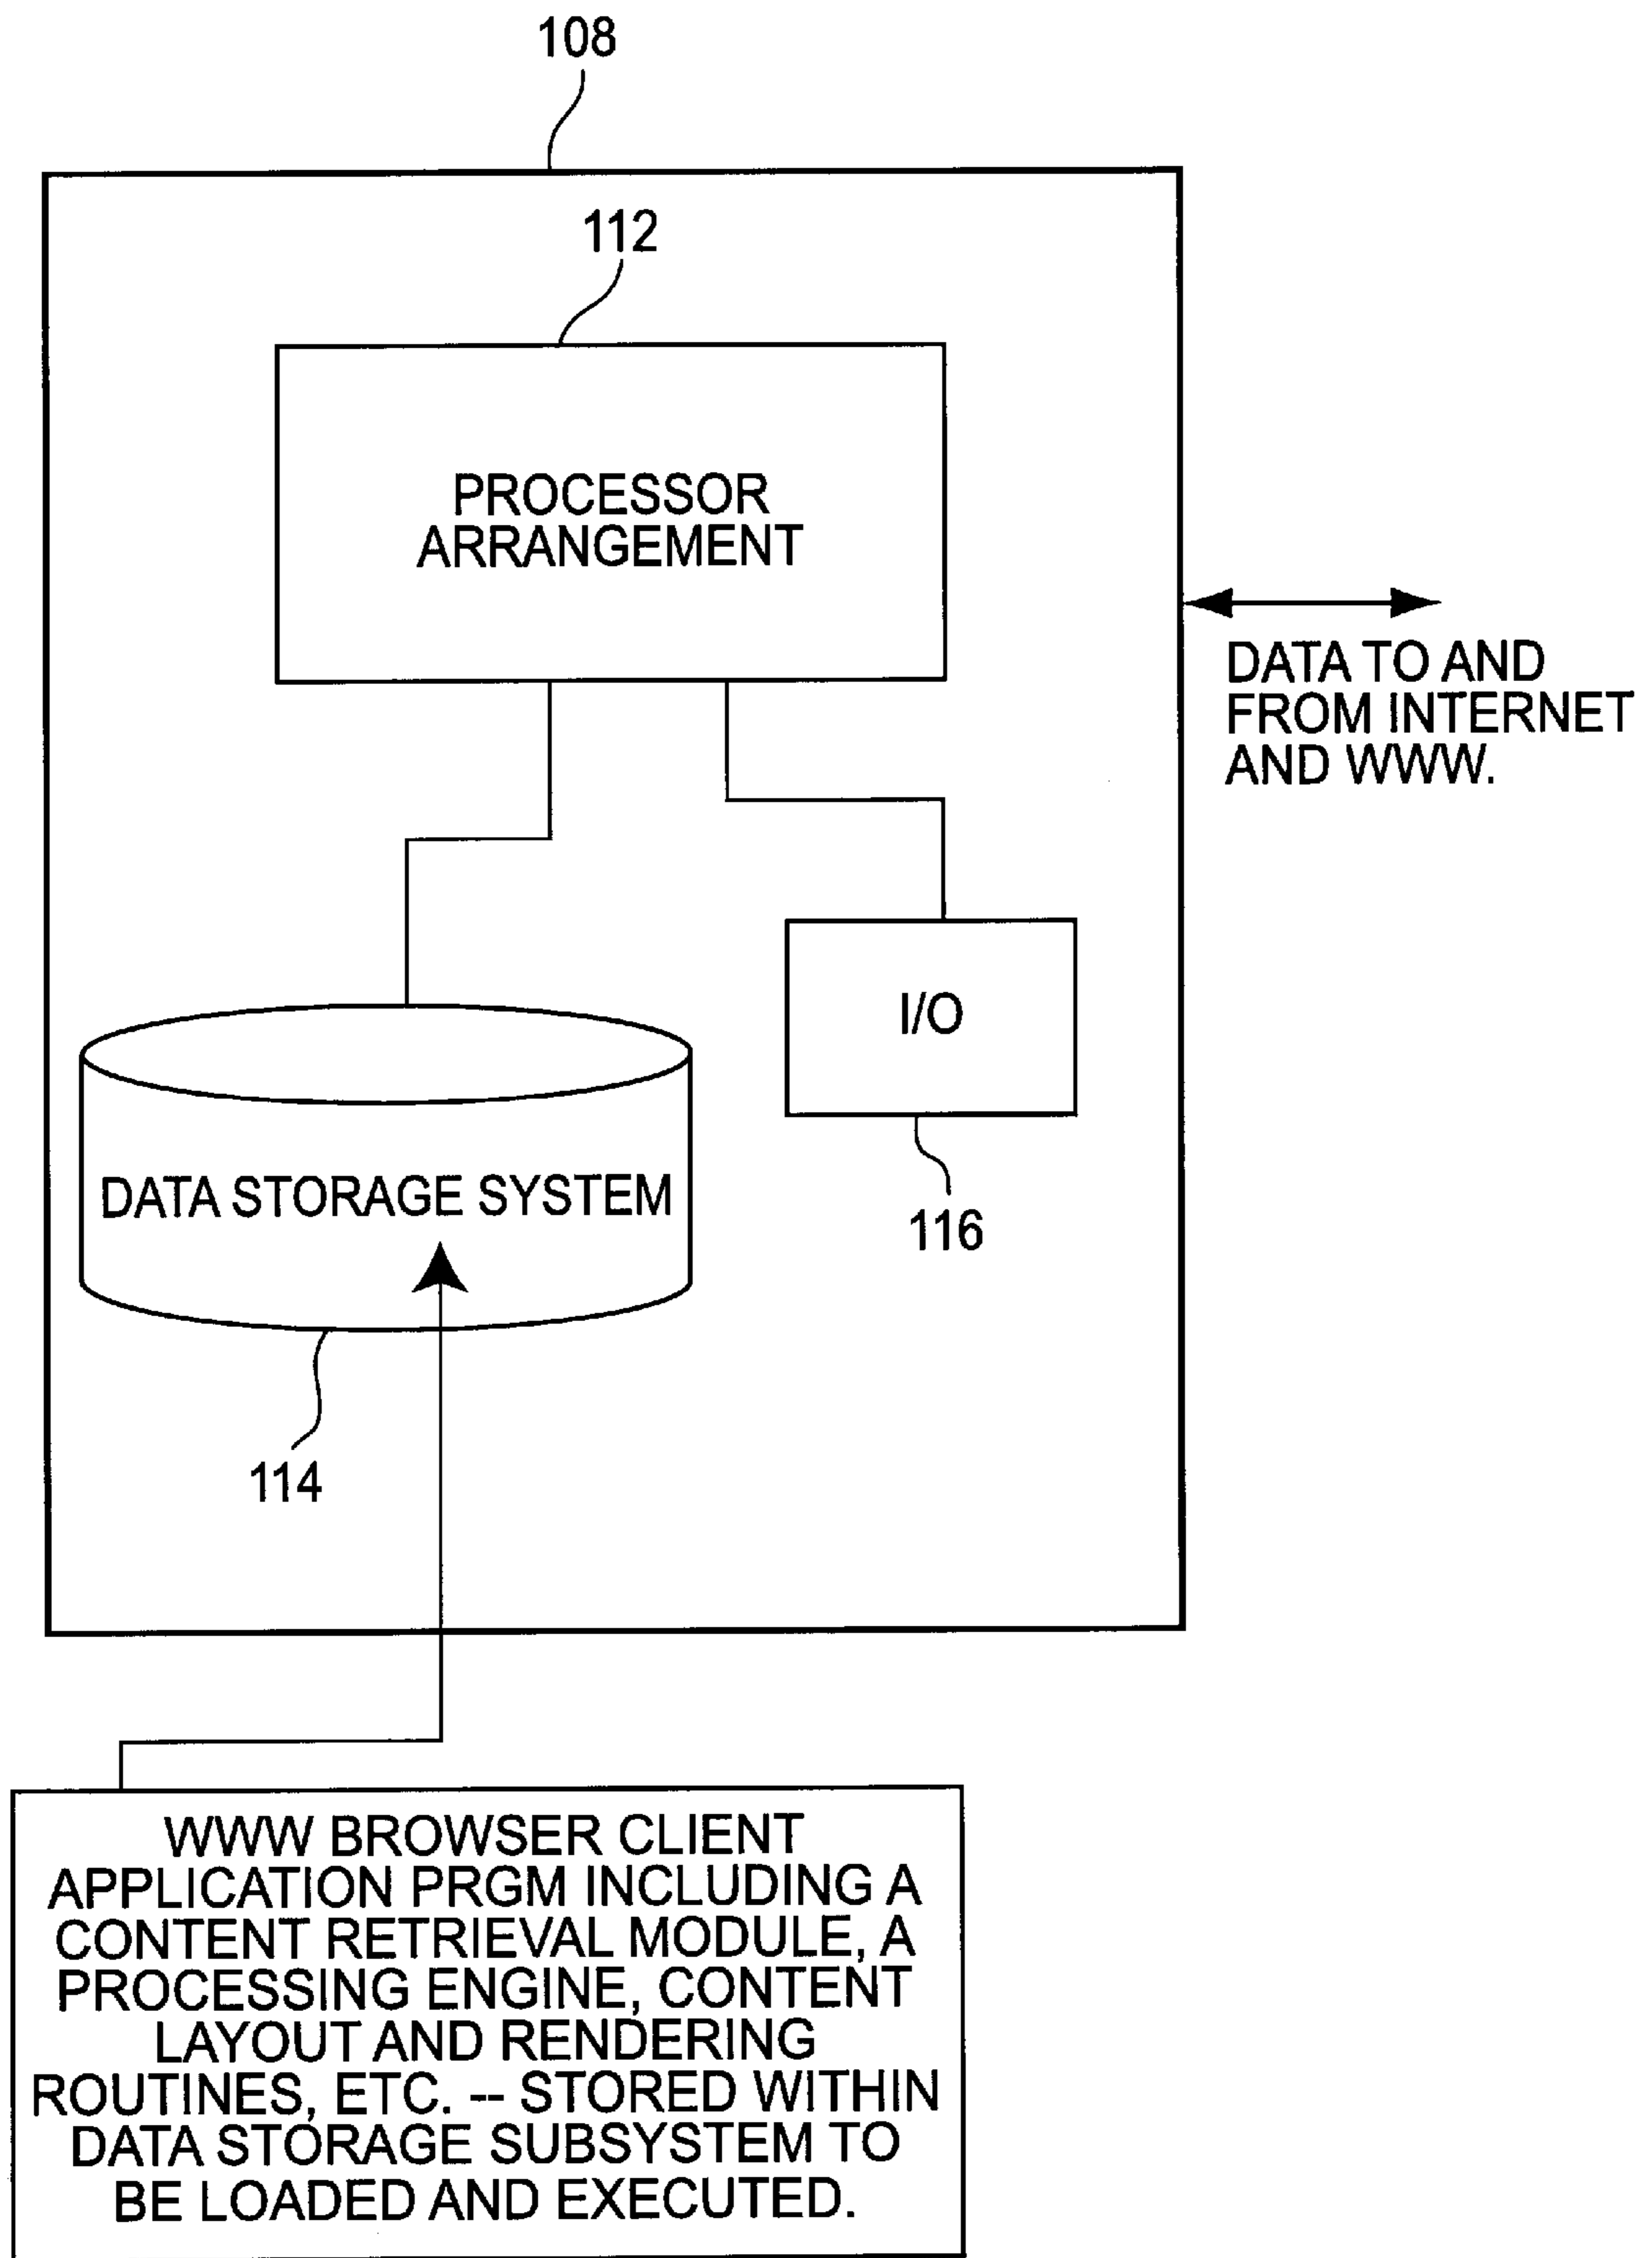 108
112
PROCESSOR
ARRANGEMENT
DATA TO AND
FROM INTERNET
AND WWW.
I/O
DATA STORAGE SYSTEM
116
114
WWW BROWSER CLIENT
APPLICATION PRGM INCLUDING A
CONTENT RETRIEVAL MODULE, A
PROCESSING ENGINE, CONTENT
LAYOUT AND RENDERING
ROUTINES, ETC. -- STORED WITHIN
DATA STORAGE SUBSYSTEM TO
BE LOADED AND EXECUTED.